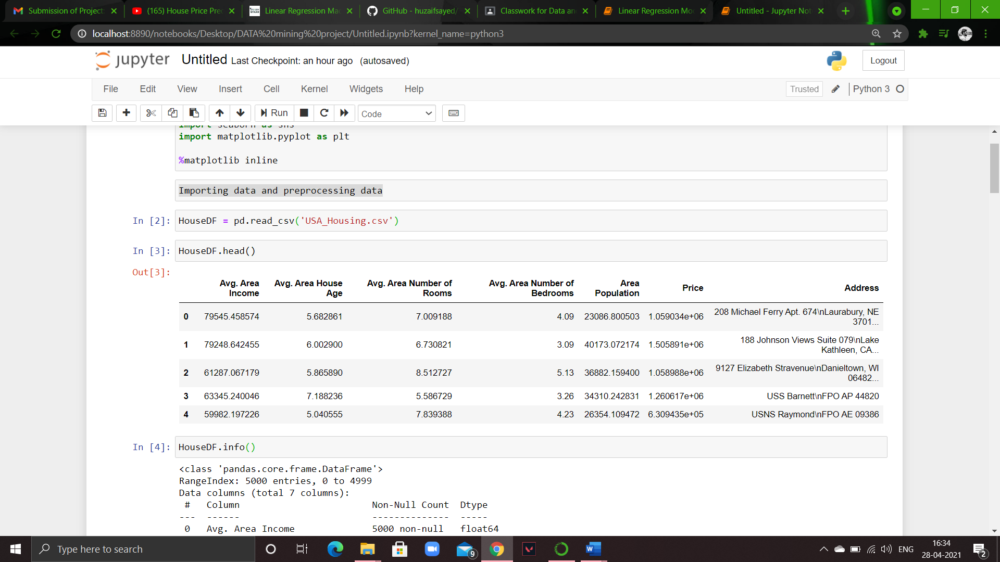 Submission of Project
(165) House Price Prec
Linear Regression Mac
GitHub - huzaifsayed/
Classwork for Data an
Linear Regression Mo
Untitled - Jupyter Not
localhost:8890/notebooks/Desktop/DATA%20mining%20project/Untitled.ipynb?kernel_name=python3
jupyter Untitled Last Checkpoint: an hour ago (autosaved)
Logout
File Edit View Insert Cell Kernel Widgets Help
Trusted Python 3
Run Code
import seaborn as sns
import matplotlib.pyplot as plt
%matplotlib inline
Importing data and preprocessing data
In [2]: HouseDF = pd.read_csv('USA_Housing.csv')
In [3]: HouseDF.head()
Out[3]:
Avg. Area Income Avg. Area House Age Avg. Area Number of Rooms Avg. Area Number of Bedrooms Area Population Price Address
0 79545.458574 5.682861 7.009188 4.09 23086.800503 1.059034e+06 208 Michael Ferry Apt. 674\nLaurabury, NE 3701...
1 79248.642455 6.002900 6.730821 3.09 40173.072174 1.505891e+06 188 Johnson Views Suite 079\nLake Kathleen, CA...
2 61287.067179 5.865890 8.512727 5.13 36882.159400 1.058988e+06 9127 Elizabeth Stravenue\nDanieltown, WI 06482...
3 63345.240046 7.188236 5.586729 3.26 34310.242831 1.260617e+06 USS Barnett\nFPO AP 44820
4 59982.197226 5.040555 7.839388 4.23 26354.109472 6.309435e+05 USNS Raymond\nFPO AE 09386
In [4]: HouseDF.info()
<class 'pandas.core.frame.DataFrame'>
RangeIndex: 5000 entries, 0 to 4999
Data columns (total 7 columns):
# Column Non-Null Count Dtype
--- ------ -------------- -----
0 Avg. Area Income 5000 non-null float64
Type here to search
9
ENG
16:34
28-04-2021
2